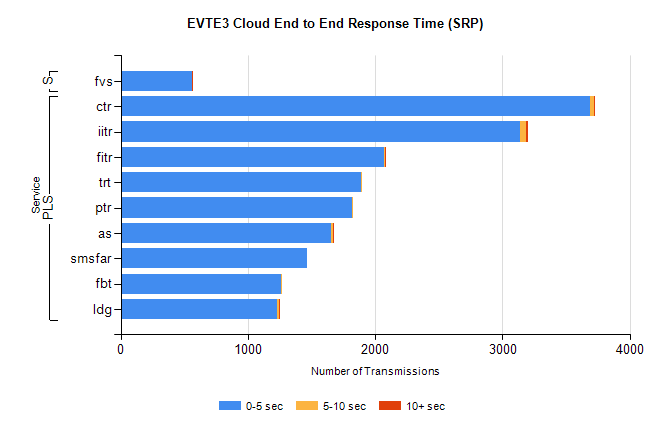 EVTE3 Cloud End to End Response Time (SRP)
Service
S
PLS
fvs
ctr
iitr
fitr
trt
ptr
as
smsfar
fbt
ldg
0 1000 2000 3000 4000
Number of Transmissions
0-5 sec 5-10 sec 10+ sec